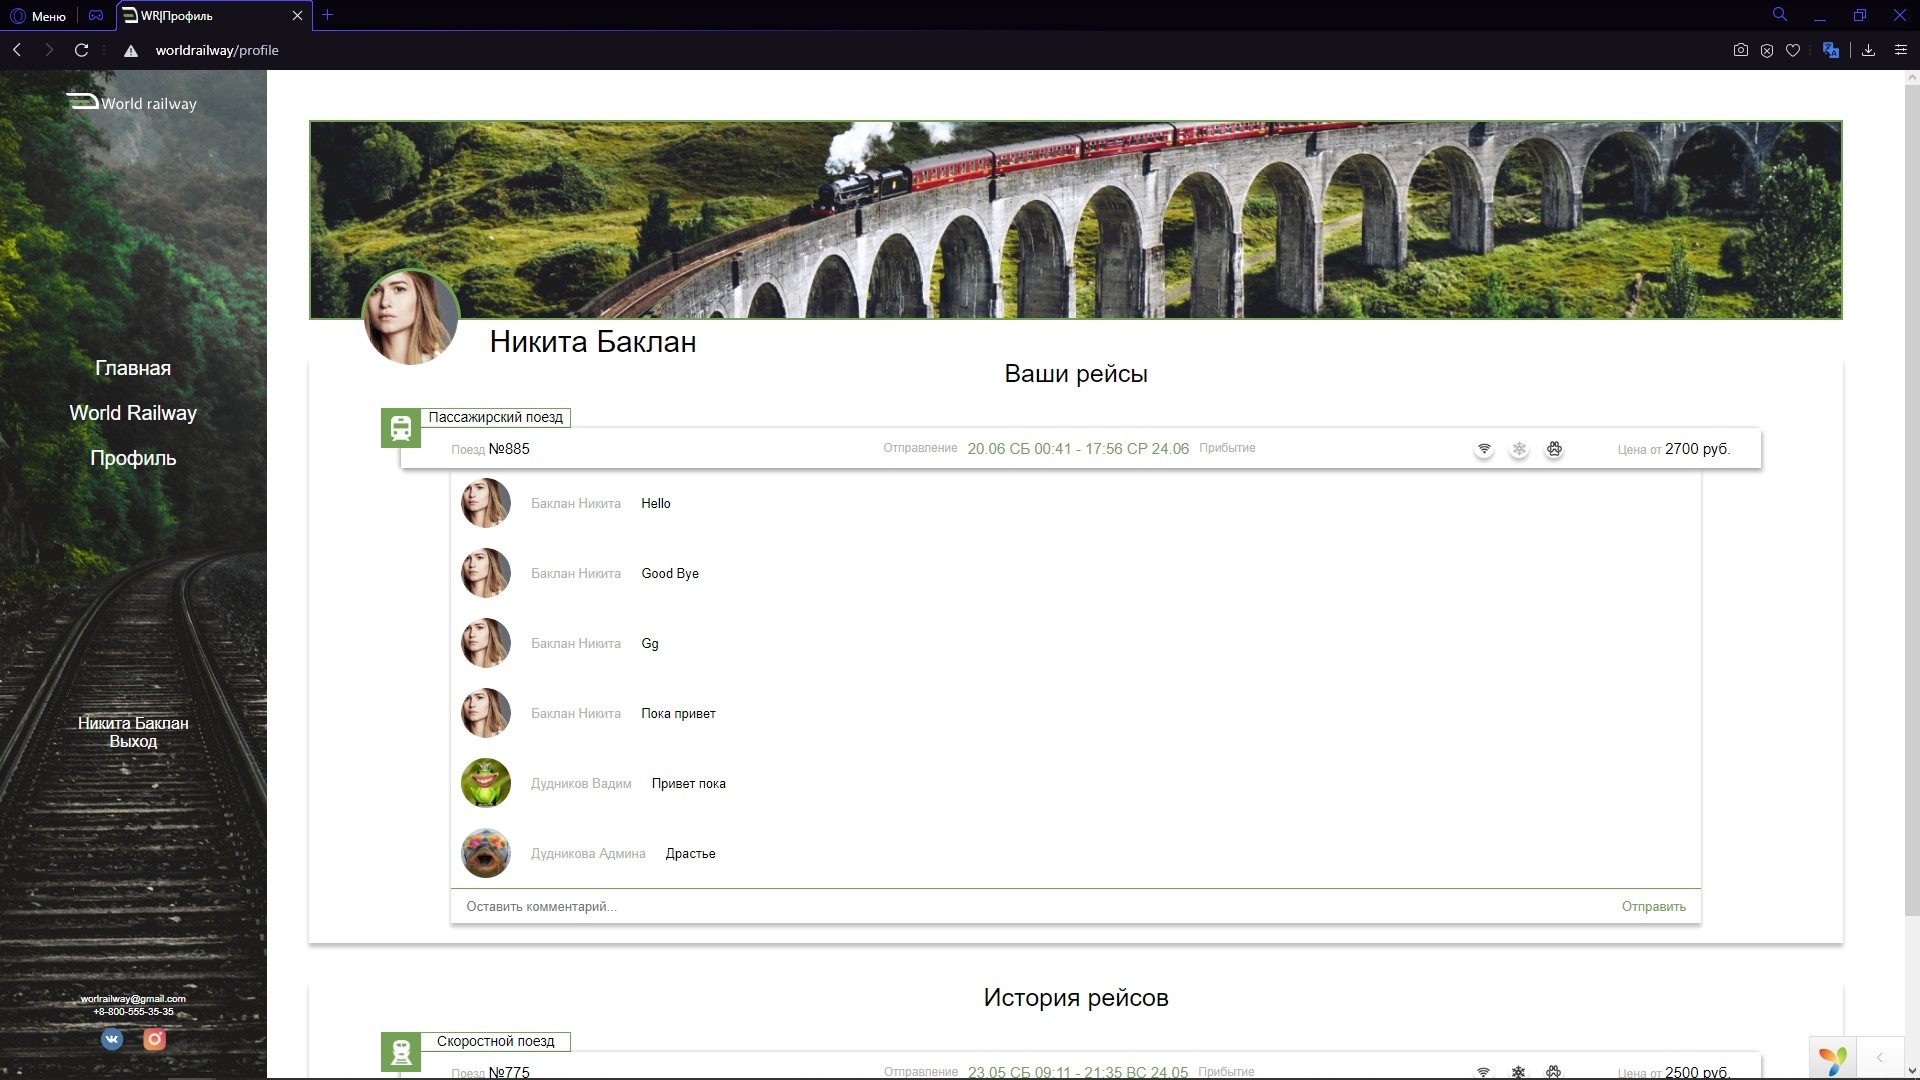 Меню
WR|Профиль
worldrailway/profile
World railway
Главная
World Railway
Профиль
Никита Баклан
Выход
worlrailway@gmail.com
+8-800-555-35-35
Никита Баклан
Ваши рейсы
Пассажирский поезд
Поезд №885 Отправление 20.06 СБ 00:41 - 17:56 СР 24.06 Прибытие Цена от 2700 руб.
Баклан Никита Hello
Баклан Никита Good Bye
Баклан Никита Gg
Баклан Никита Пока привет
Дудников Вадим Привет пока
Дудникова Админа Драстье
Оставить комментарий... Отправить
История рейсов
Скоростной поезд
Поезд №775 Отправление 23.05 СБ 09:11 - 21:35 ВС 24.05 Прибытие Цена от 2500 руб.